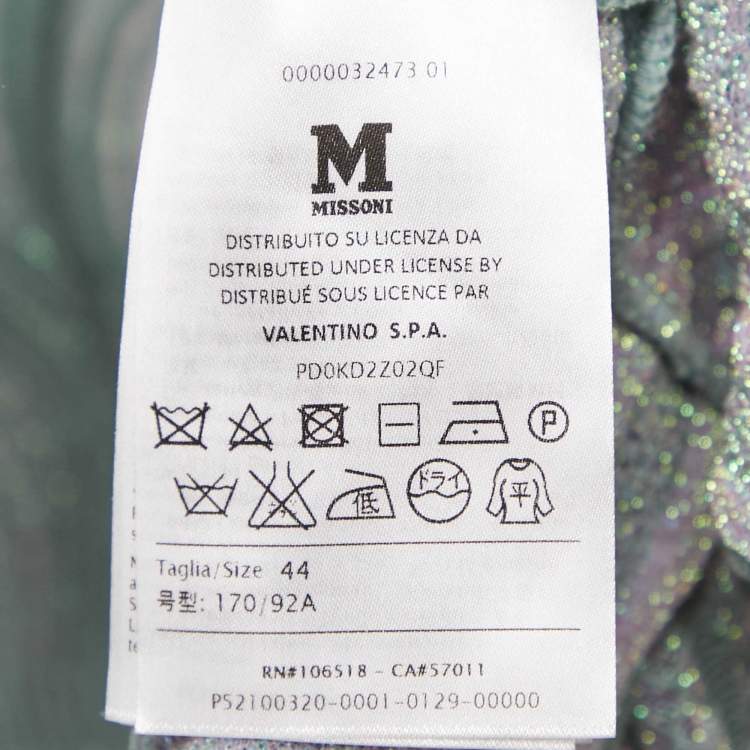 0000032473 01
M
MISSONI
DISTRIBUITO SU LICENZA DA
DISTRIBUTED UNDER LICENSE BY
DISTRIBUÉ SOUS LICENCE PAR
VALENTINO S.P.A.
PD0KD2Z02QF
P
低 ドライ 平
Taglia/Size 44
号型: 170/92A
RN#106518 - CA#57011
P52100320-0001-0129-00000